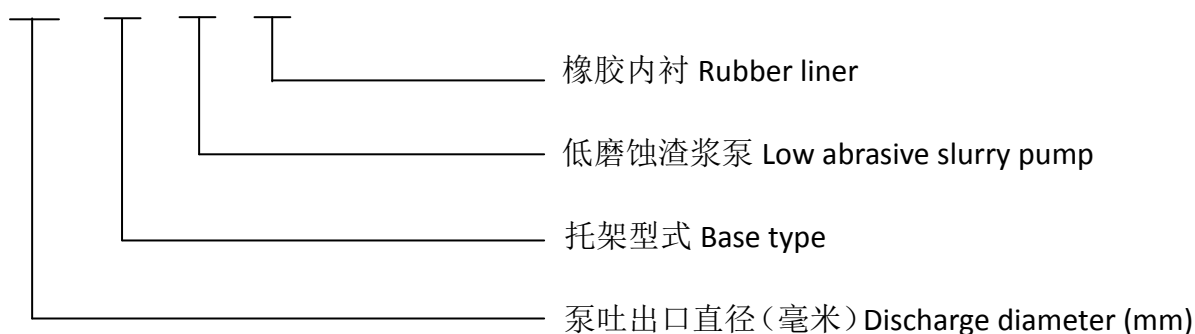 橡胶内衬 Rubber liner
低磨蚀渣浆泵 Low abrasive slurry pump
托架型式 Base type
泵吐出口直径（毫米）Discharge diameter (mm)